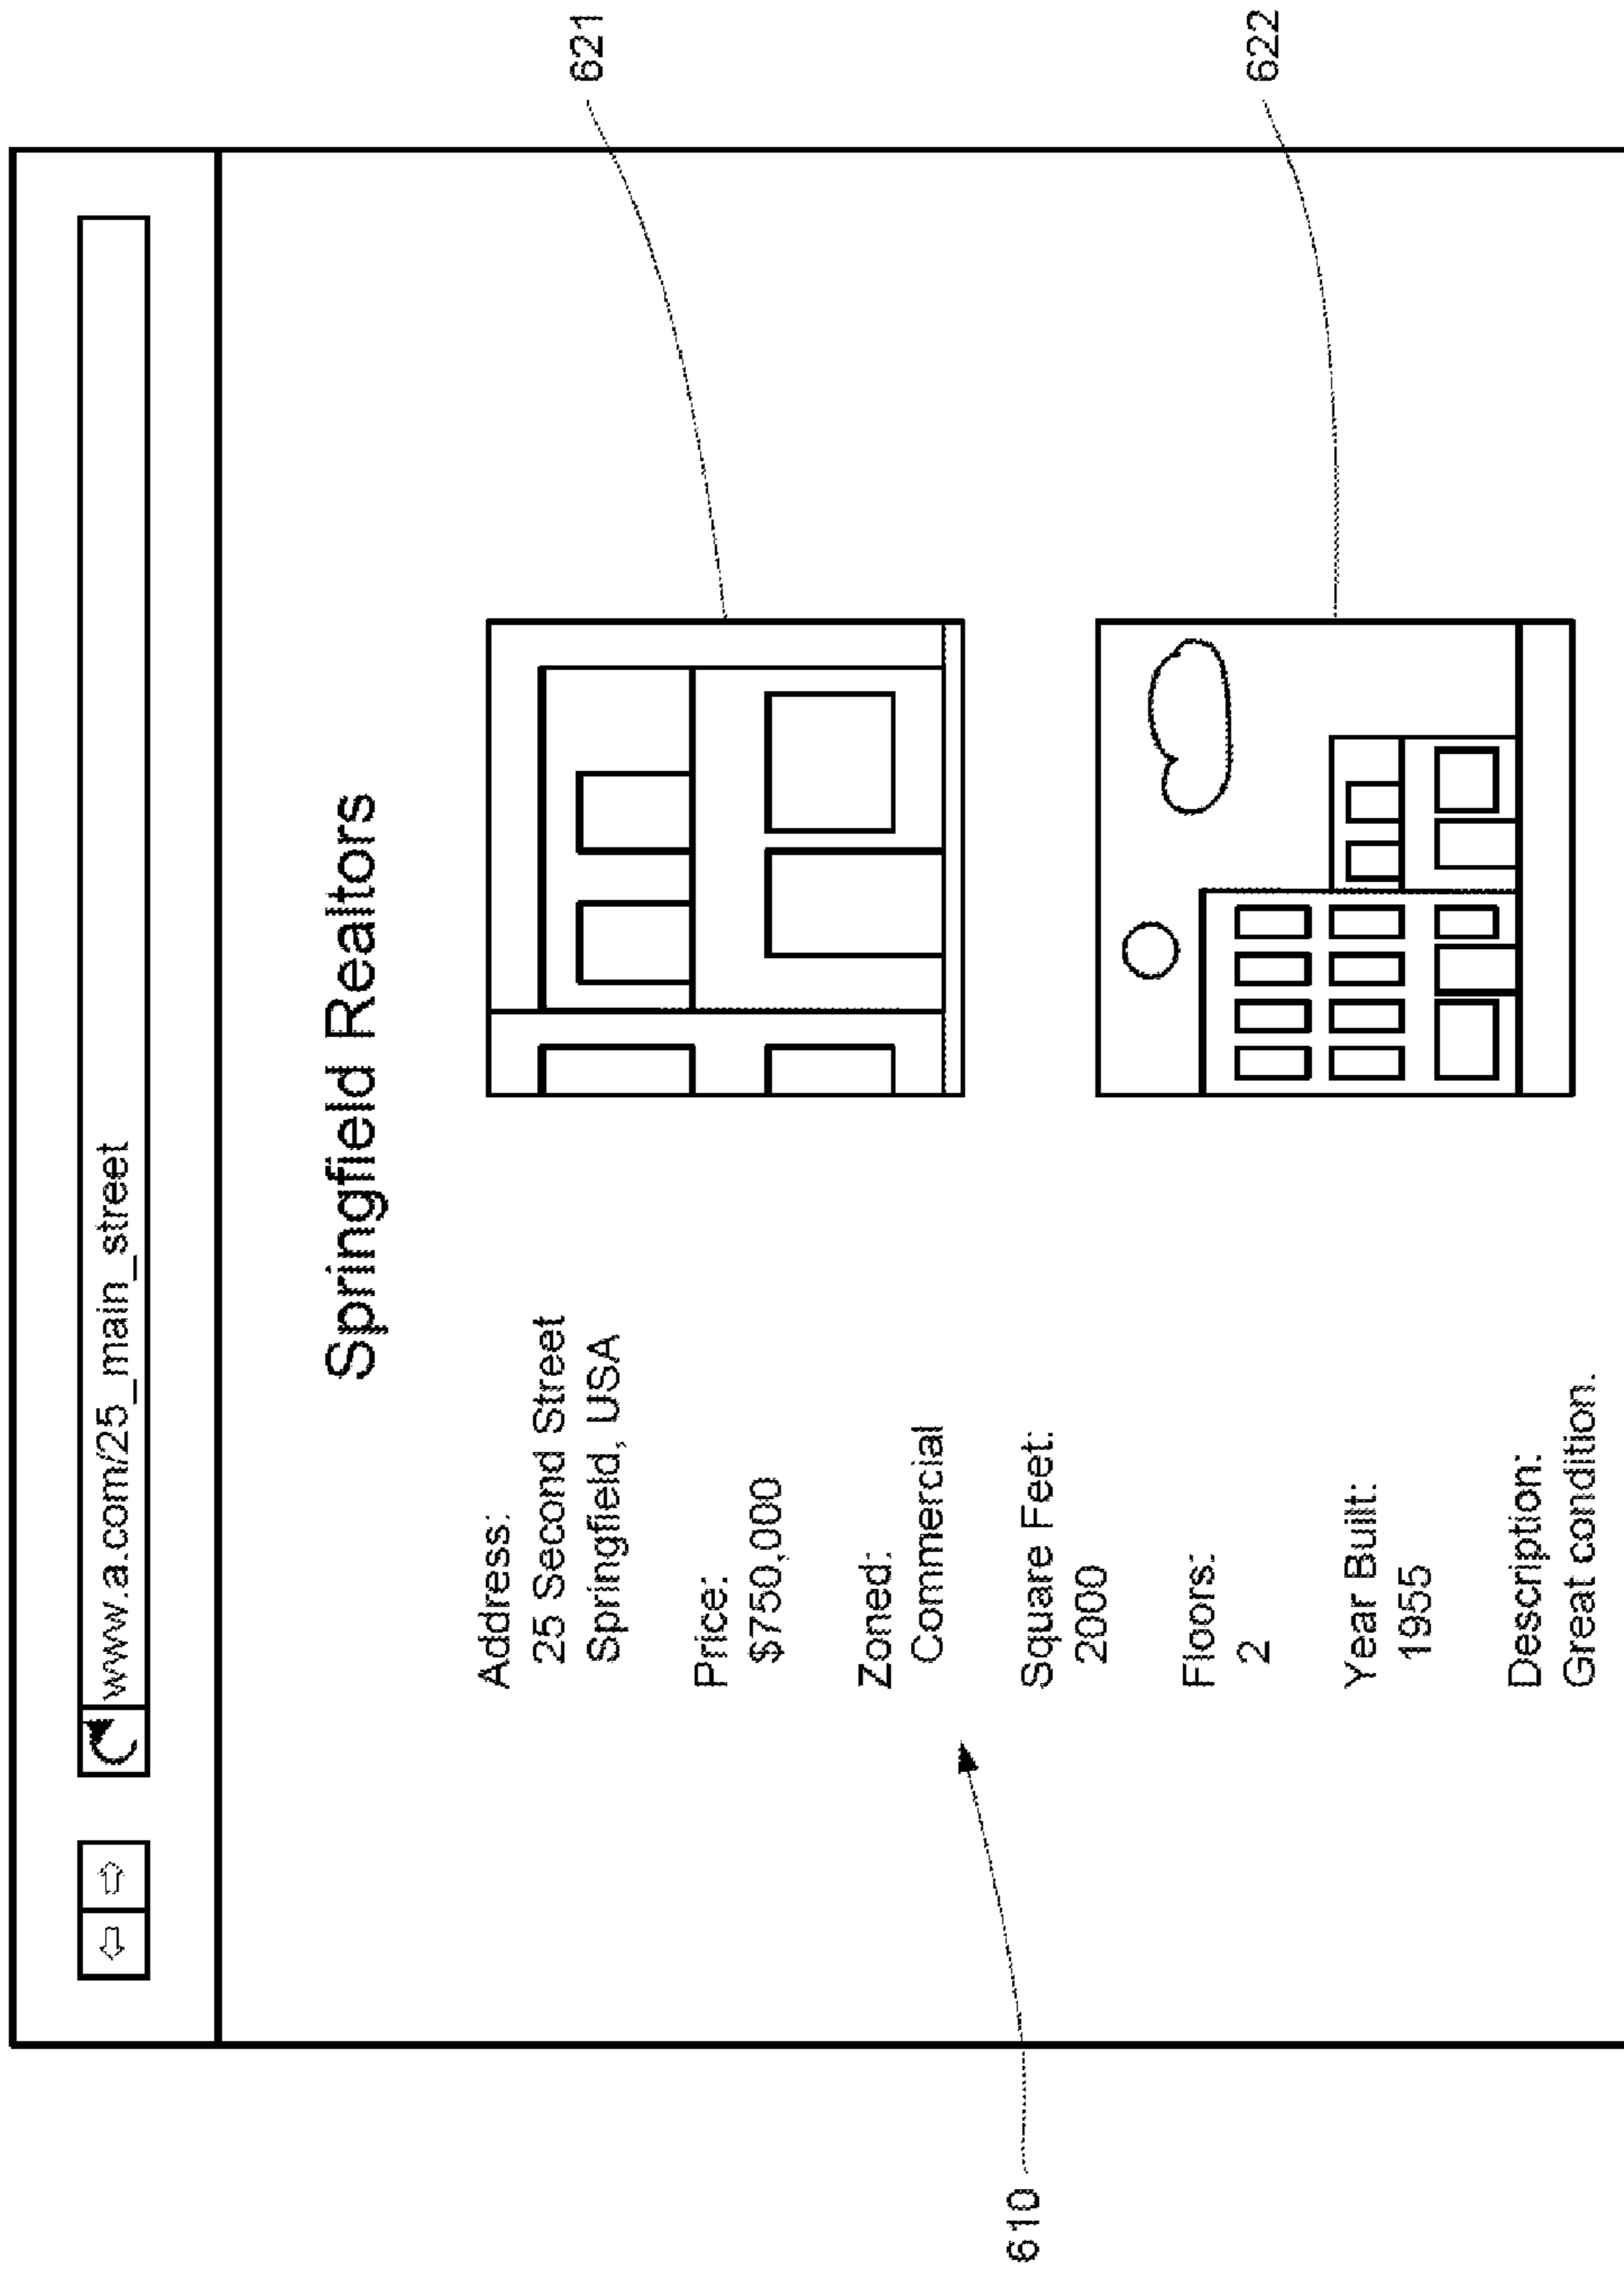 www.a.com/25_main_street
Springfield Realtors
Address:
25 Second Street
Springfield, USA
Price:
$750,000
Zoned:
Commercial
Square Feet:
2000
Floors:
2
Year Built:
1955
Description:
Great condition.
610
621
622